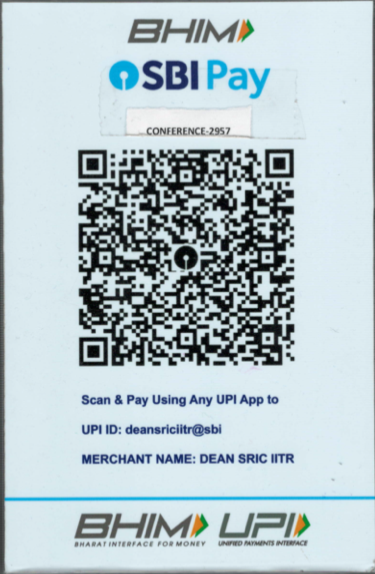 BHIM
SBI Pay
CONFERENCE-2957
Scan & Pay Using Any UPI App to
UPI ID: deansriciitr@sbi
MERCHANT NAME: DEAN SRIC IITR
BHIM UPI
BHARAT INTERFACE FOR MONEY UNIFIED PAYMENTS INTERFACE